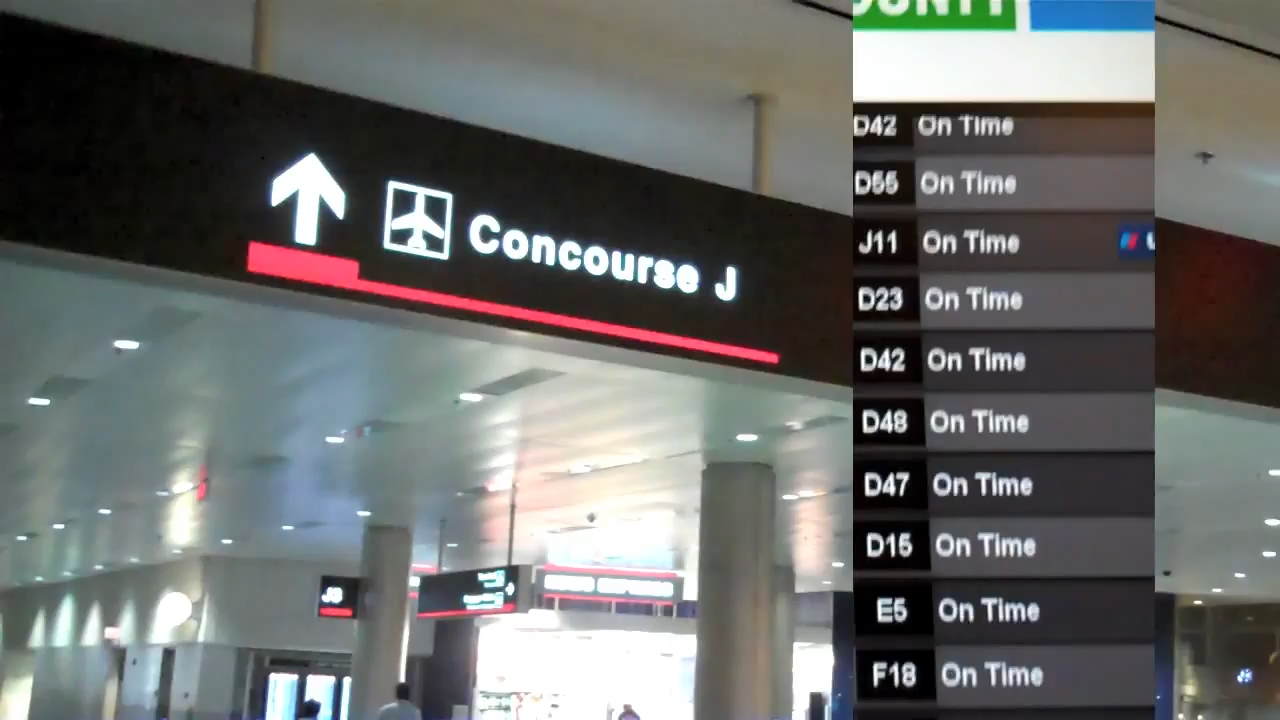 Concourse J
OUNTY
D42 On Time
D55 On Time
J11 On Time
D23 On Time
D42 On Time
D48 On Time
D47 On Time
D15 On Time
E5 On Time
F18 On Time